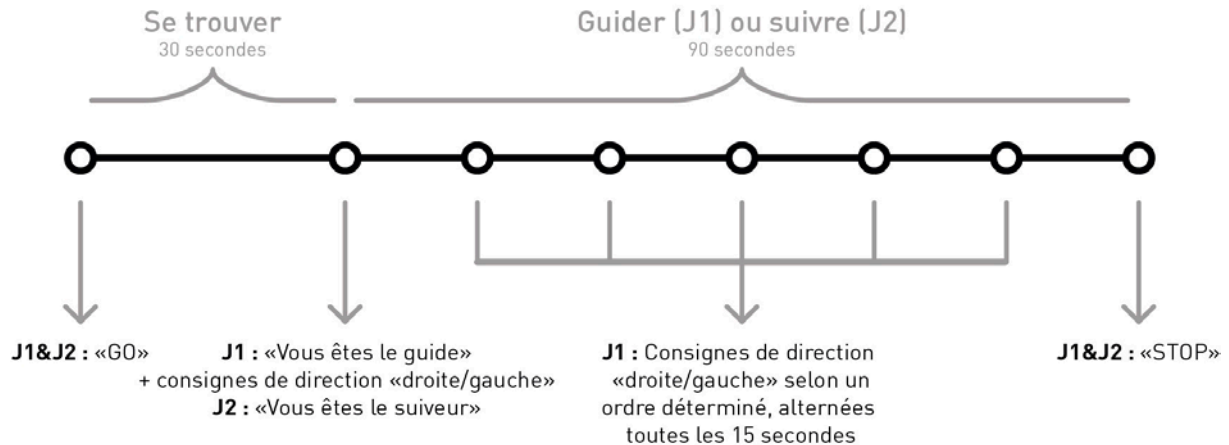 Se trouver
30 secondes
Guider (J1) ou suivre (J2)
90 secondes
J1&J2 : «GO»
J1 : «Vous êtes le guide»
+ consignes de direction «droite/gauche»
J2 : «Vous êtes le suiveur»
J1 : Consignes de direction
«droite/gauche» selon un
ordre déterminé, alternées
toutes les 15 secondes
J1&J2 : «STOP»